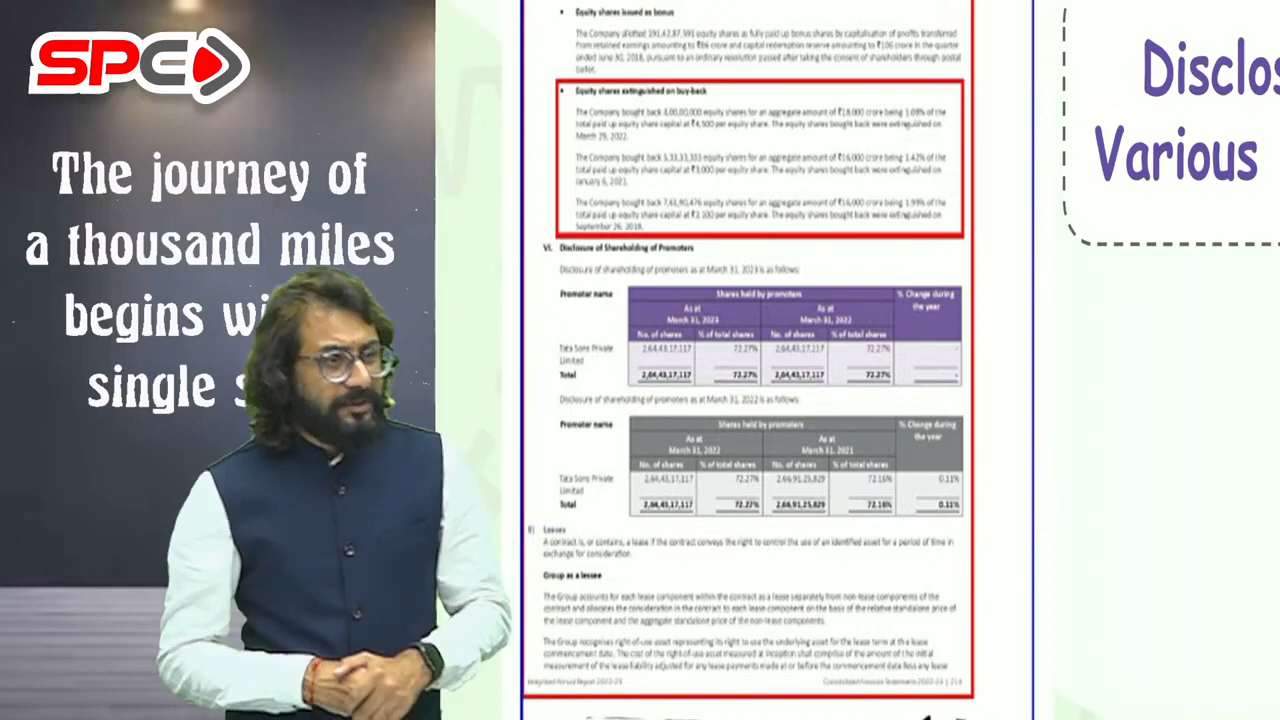 SPC
The journey of
a thousand miles
begins wi
single s
Equity shares issued as bonus
The Company allotted 191,42,87,591 equity shares as fully paid up bonus shares by capitalisation of profits transferred
from retained earnings amounting to ₹86 crore and capital redemption reserve amounting to ₹106 crore in the quarter
ended June 30, 2018, pursuant to an ordinary resolution passed after taking the consent of shareholders through postal
ballot.
Equity shares extinguished on buy-back
The Company bought back 4,00,00,000 equity shares for an aggregate amount of ₹18,000 crore being 1.08% of the
total paid up equity share capital at ₹4,500 per equity share. The equity shares bought back were extinguished on
March 29, 2022.
The Company bought back 5,33,33,333 equity shares for an aggregate amount of ₹16,000 crore being 1.42% of the
total paid up equity share capital at ₹3,000 per equity share. The equity shares bought back were extinguished on
January 6, 2021.
The Company bought back 7,61,90,476 equity shares for an aggregate amount of ₹16,000 crore being 1.99% of the
total paid up equity share capital at ₹2,100 per equity share. The equity shares bought back were extinguished on
September 26, 2018.
VI. Disclosure of Shareholding of Promoters
Disclosure of shareholding of promoters as at March 31, 2023 is as follows:
Promoter name Shares held by promoters % Change during
the year
As at As at
March 31, 2023 March 31, 2022
No. of shares % of total shares No. of shares % of total shares
Tata Sons Private 2,64,43,17,117 72.27% 2,64,43,17,117 72.27% -
Limited
Total 2,64,43,17,117 72.27% 2,64,43,17,117 72.27% -
Disclosure of shareholding of promoters as at March 31, 2022 is as follows:
Promoter name Shares held by promoters % Change during
the year
As at As at
March 31, 2022 March 31, 2021
No. of shares % of total shares No. of shares % of total shares
Tata Sons Private 2,64,43,17,117 72.27% 2,66,91,25,829 72.16% 0.11%
Limited
Total 2,64,43,17,117 72.27% 2,66,91,25,829 72.16% 0.11%
Leases
A contract is, or contains, a lease if the contract conveys the right to control the use of an identified asset for a period of time in
exchange for consideration.
Group as a lessee
The Group accounts for each lease component within the contract as a lease separately from non-lease components of the
contract and allocates the consideration in the contract to each lease component on the basis of the relative standalone price of
the lease component and the aggregate standalone price of the non-lease components.
The Group recognises right-of-use asset representing its right to use the underlying asset for the lease term at the lease
commencement date. The cost of the right-of-use asset measured at inception shall comprise of the amount of the initial
measurement of the lease liability adjusted for any lease payments made at or before the commencement date less any lease
Integrated Annual Report 2022-23 Consolidated Financial Statements 2022-23 |
Disclos
Various